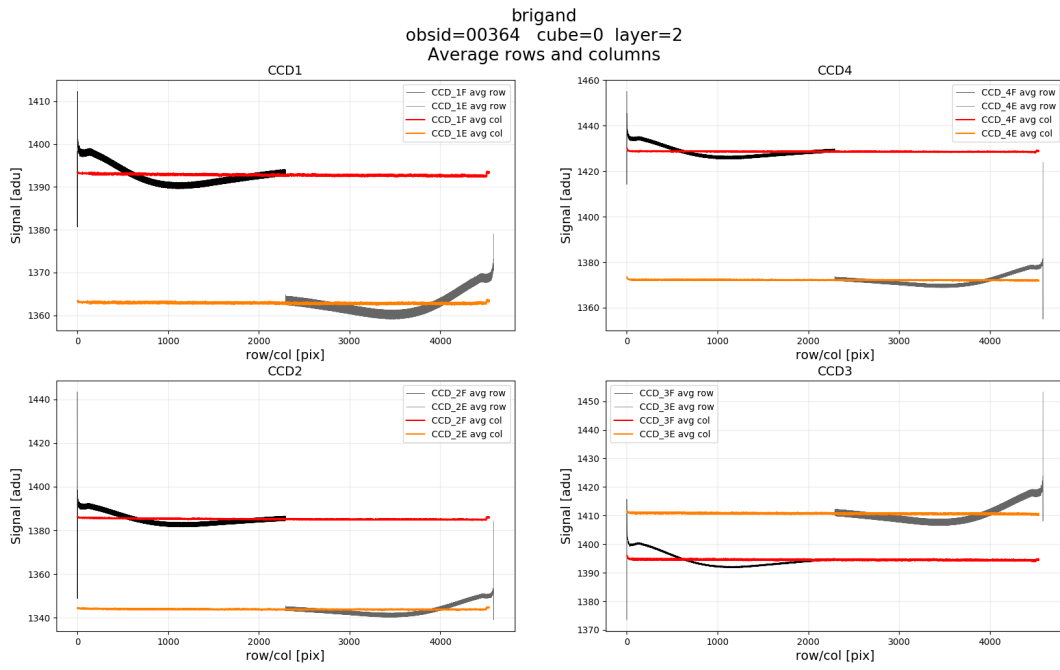 brigand
obsid=00364 cube=0 layer=2
Average rows and columns
CCD1
Signal [adu]
1410
1400
1390
1380
1370
1360
0 1000 2000 3000 4000
row/col [pix]
CCD_1F avg row
CCD_1E avg row
CCD_1F avg col
CCD_1E avg col
CCD4
Signal [adu]
1460
1440
1420
1400
1380
1360
0 1000 2000 3000 4000
row/col [pix]
CCD_4F avg row
CCD_4E avg row
CCD_4F avg col
CCD_4E avg col
CCD2
Signal [adu]
1440
1420
1400
1380
1360
1340
0 1000 2000 3000 4000
row/col [pix]
CCD_2F avg row
CCD_2E avg row
CCD_2F avg col
CCD_2E avg col
CCD3
Signal [adu]
1450
1440
1430
1420
1410
1400
1390
1380
1370
0 1000 2000 3000 4000
row/col [pix]
CCD_3F avg row
CCD_3E avg row
CCD_3F avg col
CCD_3E avg col